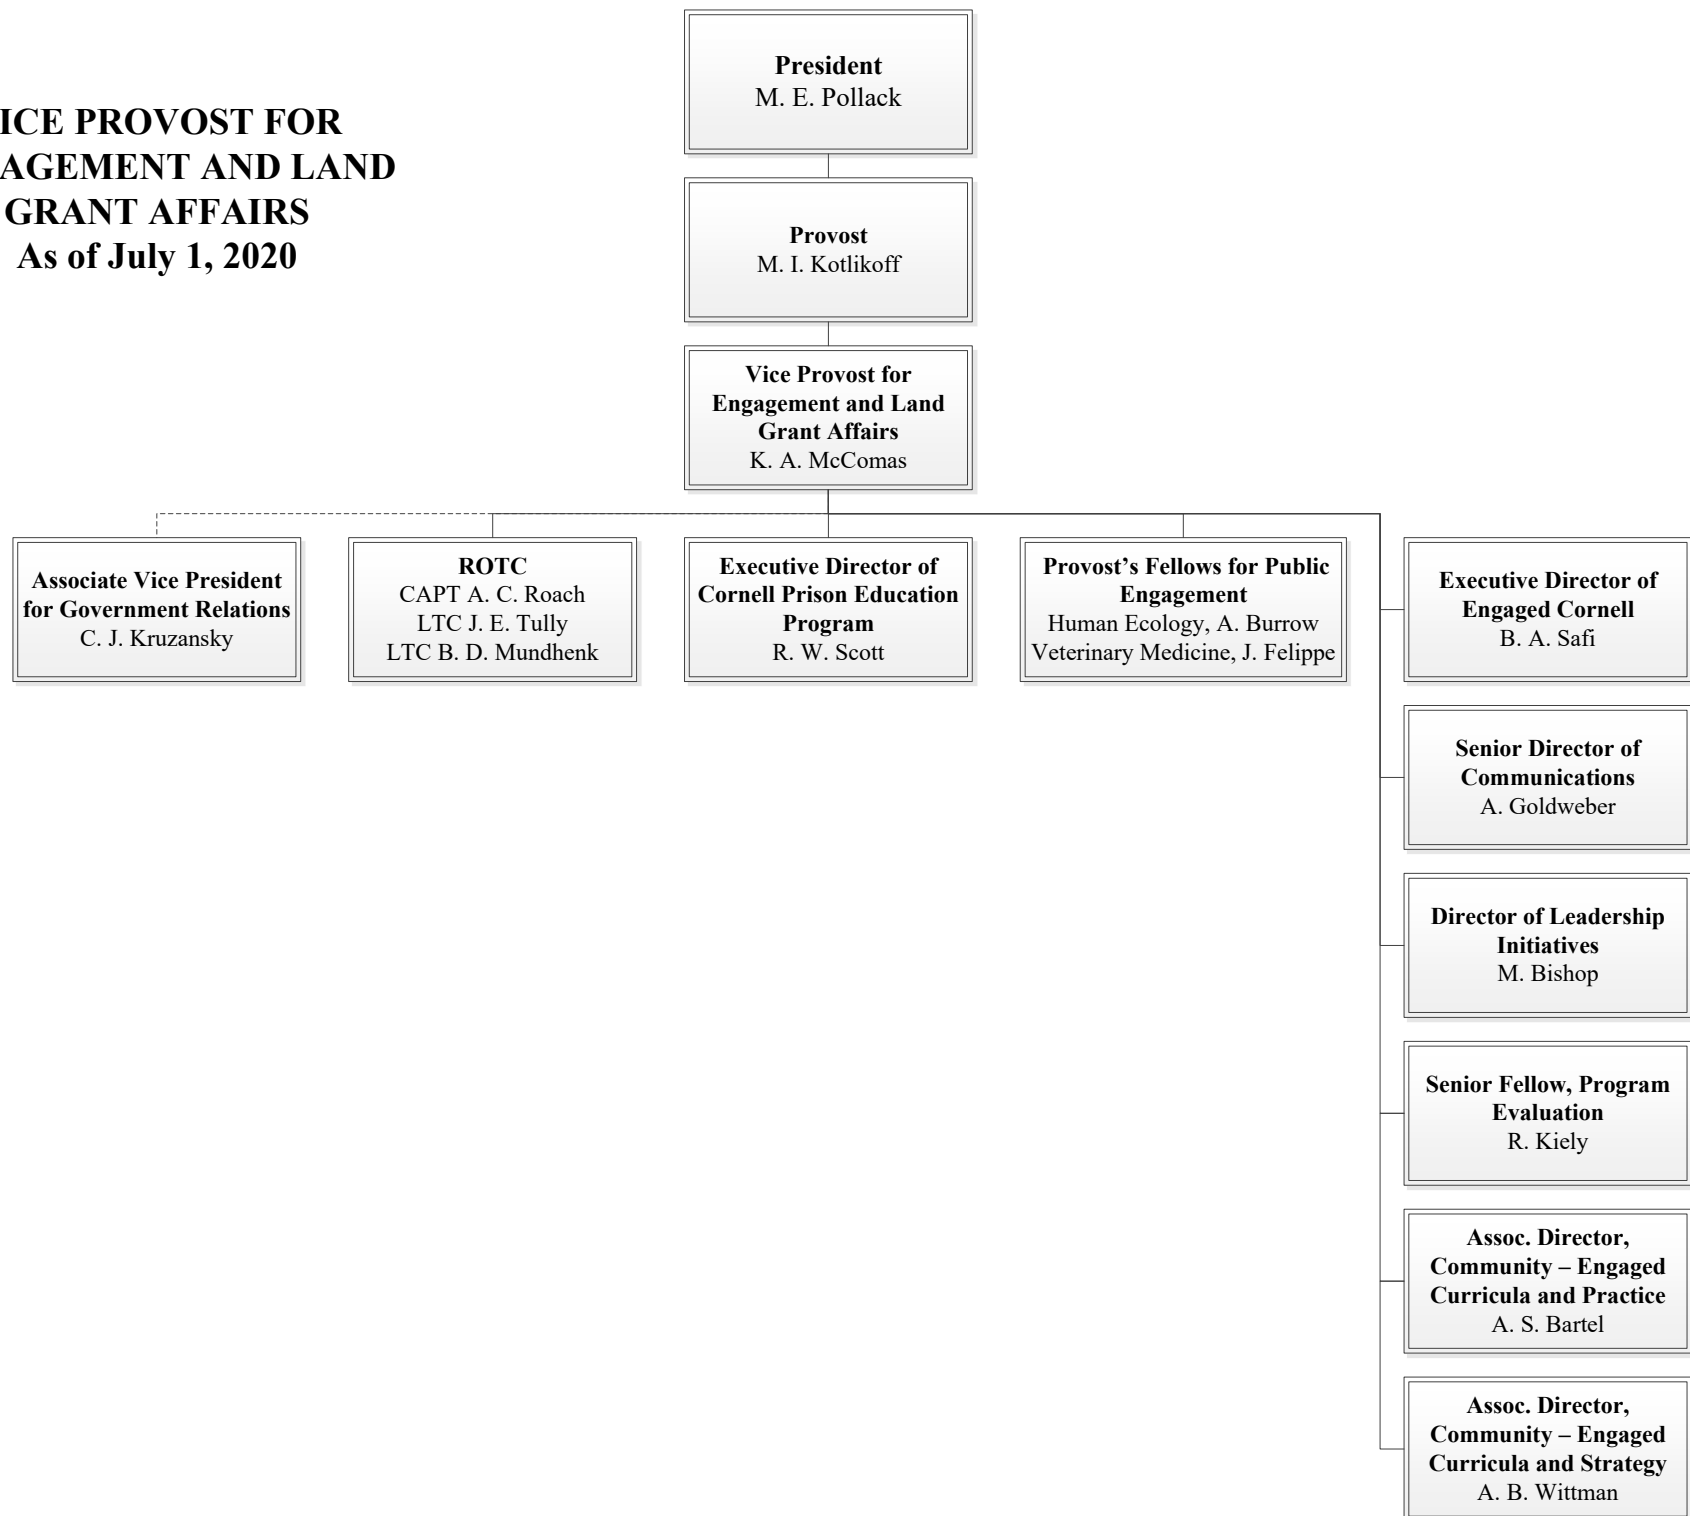 ICE PROVOST FOR
AGEMENT AND LAND
GRANT AFFAIRS
As of July 1, 2020
President
M. E. Pollack
Provost
M. I. Kotlikoff
Vice Provost for
Engagement and Land
Grant Affairs
K. A. McComas
Associate Vice President
for Government Relations
C. J. Kruzansky
ROTC
CAPT A. C. Roach
LTC J. E. Tully
LTC B. D. Mundhenk
Executive Director of
Cornell Prison Education
Program
R. W. Scott
Provost’s Fellows for Public
Engagement
Human Ecology, A. Burrow
Veterinary Medicine, J. Felippe
Executive Director of
Engaged Cornell
B. A. Safi
Senior Director of
Communications
A. Goldweber
Director of Leadership
Initiatives
M. Bishop
Senior Fellow, Program
Evaluation
R. Kiely
Assoc. Director,
Community – Engaged
Curricula and Practice
A. S. Bartel
Assoc. Director,
Community – Engaged
Curricula and Strategy
A. B. Wittman